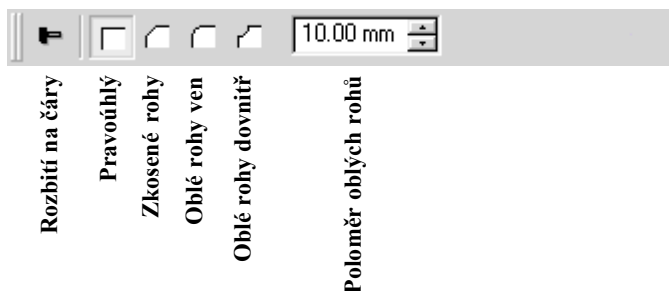 10.00 mm
Rozbití na čáry
Pravoúhlý
Zkosené rohy
Oblé rohy ven
Oblé rohy dovnitř
Poloměr oblých rohů